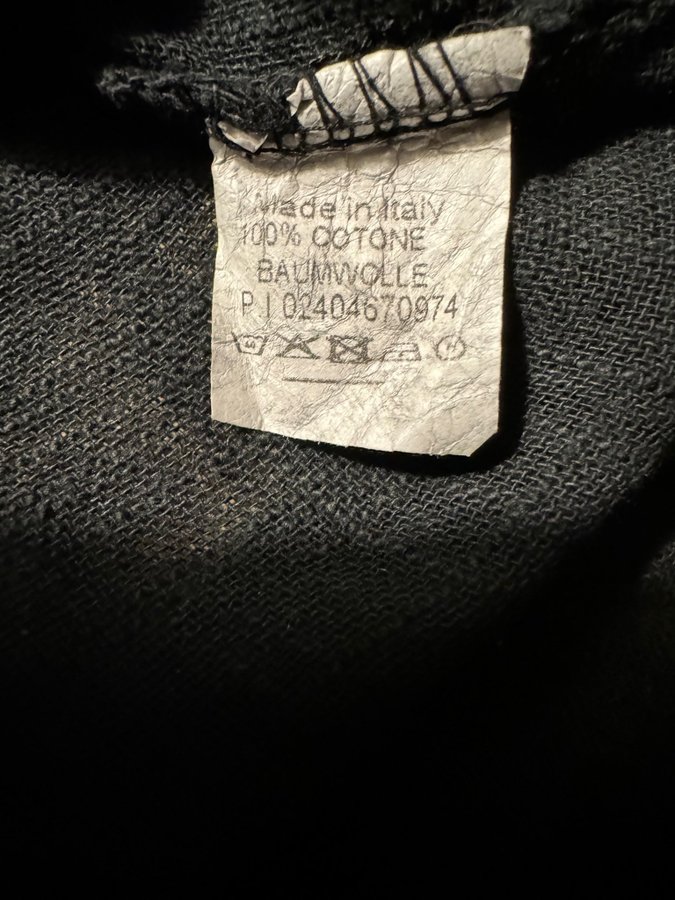 Made in Italy
100% COTONE
BAUMWOLLE
P I 02404670974